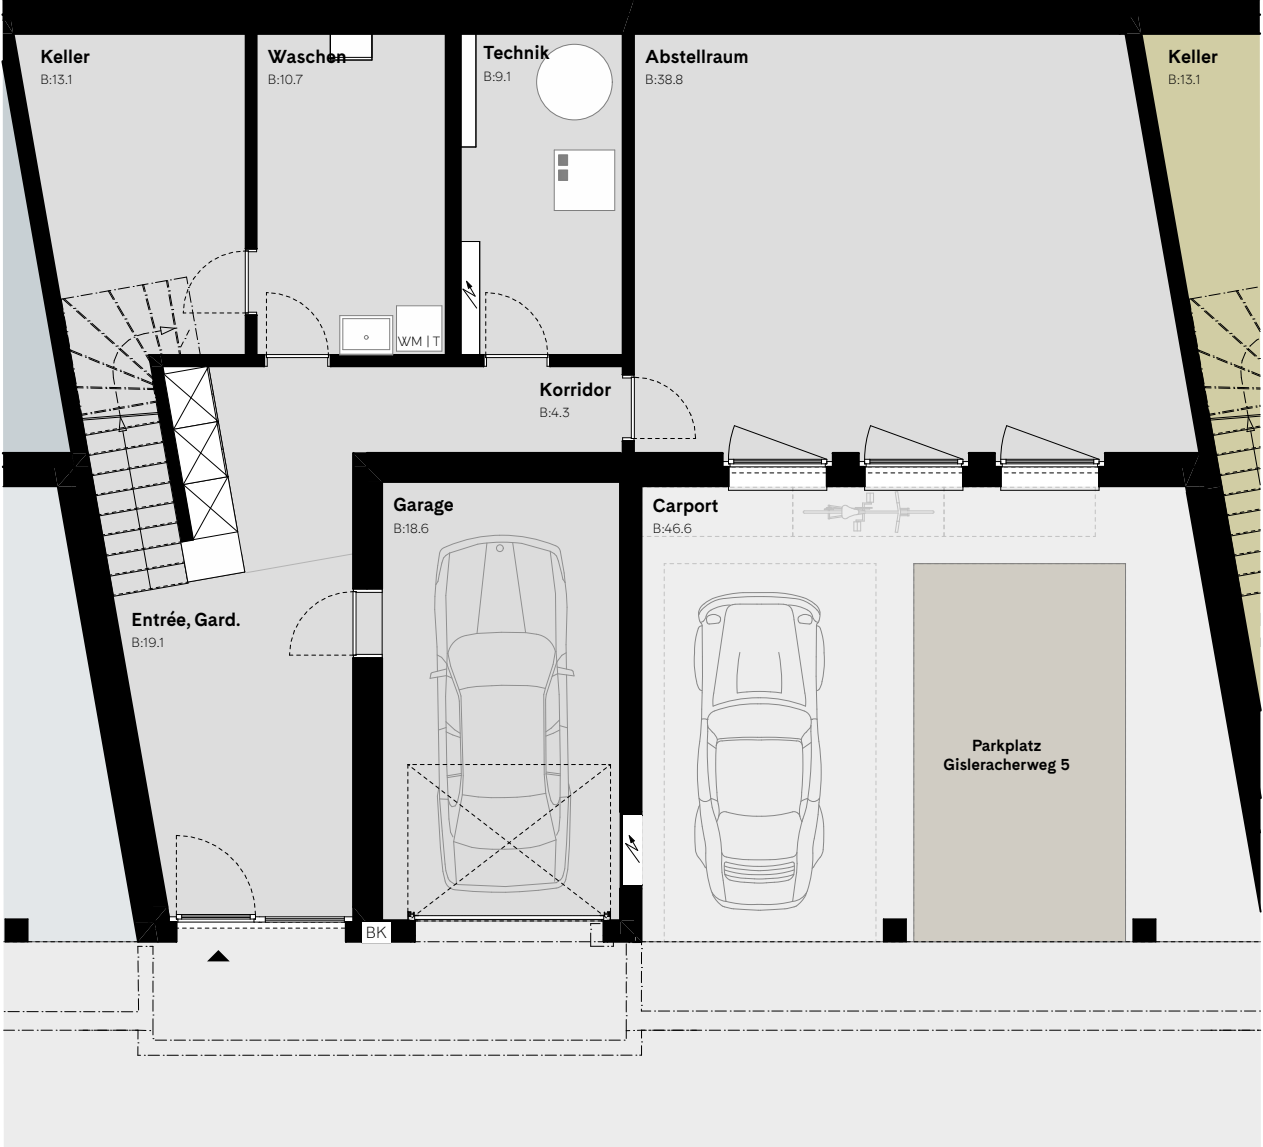 Keller
B:13.1
Waschen
B:10.7
Technik
B:9.1
Abstellraum
B:38.8
Keller
B:13.1
WM | T
Korridor
B:4.3
Garage
B:18.6
Carport
B:46.6
Entrée, Gard.
B:19.1
Parkplatz
Gisleracherweg 5
BK